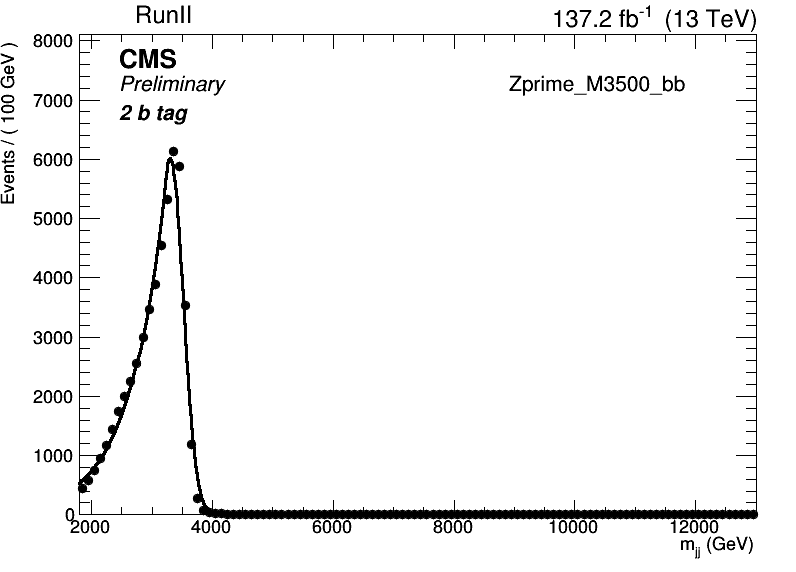 RunII
137.2 fb-1 (13 TeV)
Events / ( 100 GeV )
8000
7000
6000
5000
4000
3000
2000
1000
0
CMS
Preliminary
2 b tag
Zprime_M3500_bb
2000 4000 6000 8000 10000 12000
mjj (GeV)